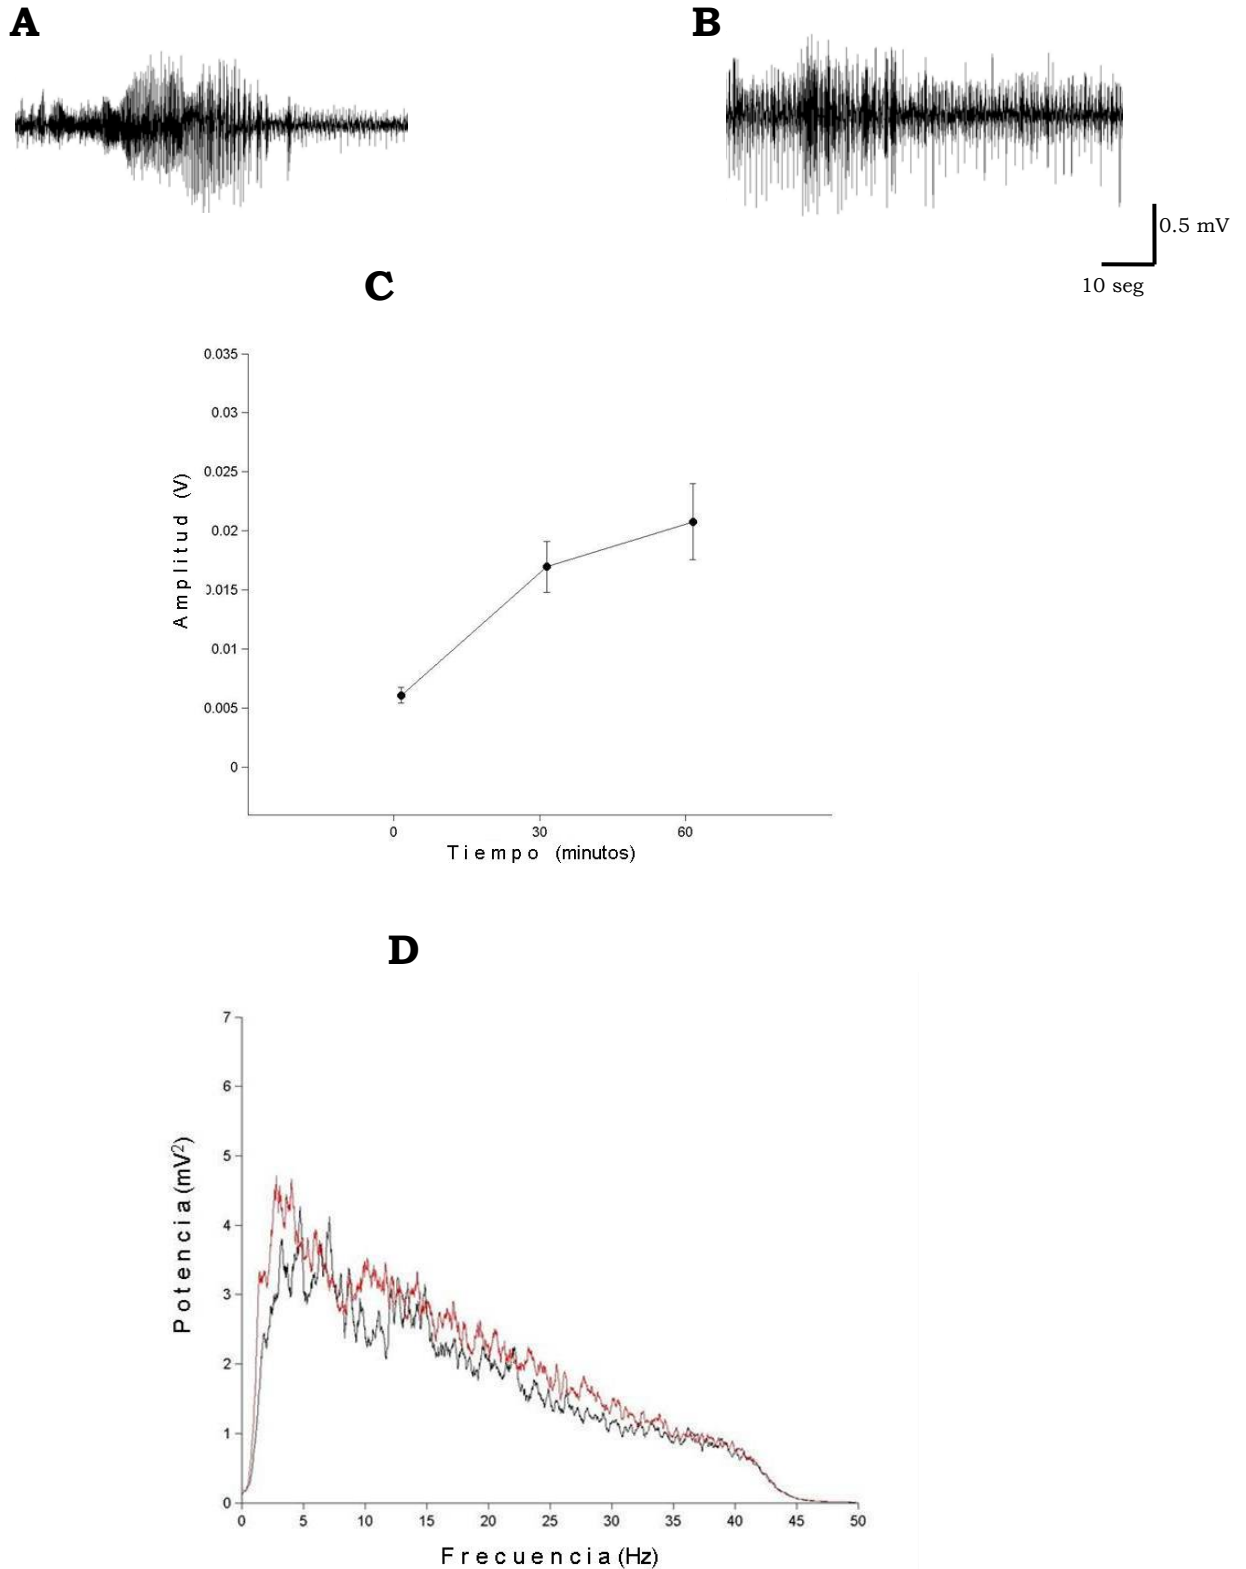 A
B
0.5 mV
10 seg
C
0.035
0.03
0.025
0.02
0.015
0.01
0.005
0
Amplitud (V)
0 30 60
Tiempo (minutos)
D
7
6
5
4
3
2
1
0
Potencia (mV²)
0 5 10 15 20 25 30 35 40 45 50
Frecuencia (Hz)